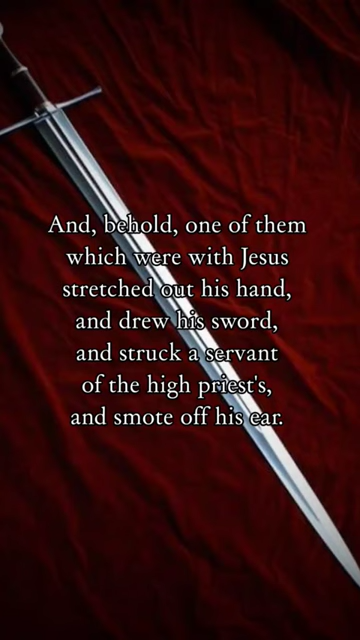 And, behold, one of them
which were with Jesus
stretched out his hand,
and drew his sword,
and struck a servant
of the high priest's,
and smote off his ear.